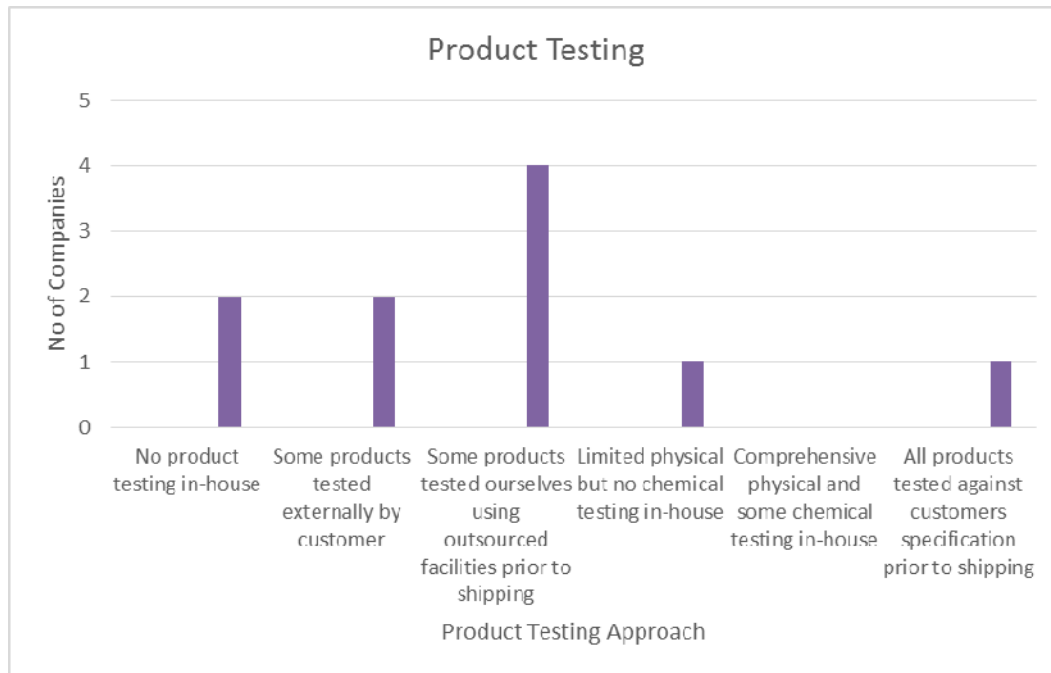 Product Testing
5
4
3
2
1
0
No of Companies
No product
testing in-house
Some products
tested
externally by
customer
Some products
tested ourselves
using
outsourced
facilities prior to
shipping
Limited physical
but no chemical
testing in-house
Comprehensive
physical and
some chemical
testing in-house
All products
tested against
customers
specification
prior to shipping
Product Testing Approach